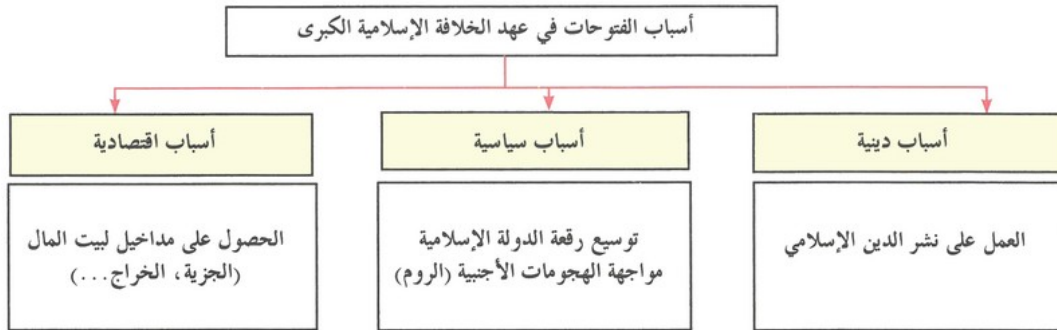 أسباب الفتوحات في عهد الخلافة الإسلامية الكبرى
أسباب دينية
العمل على نشر الدين الإسلامي
أسباب سياسية
توسيع رقعة الدولة الإسلامية
مواجهة الهجومات الأجنبية (الروم)
أسباب اقتصادية
الحصول على مداخيل لبيت المال
(الجزية، الخراج...)